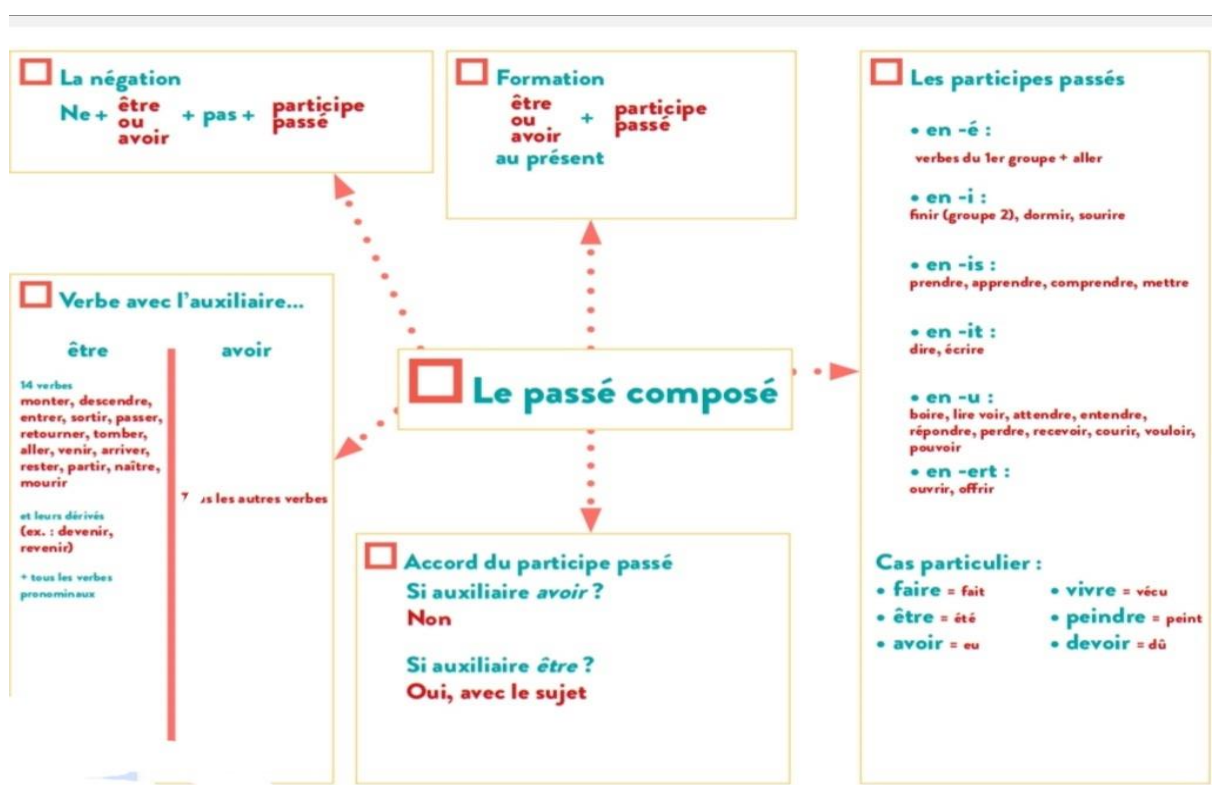 La négation
Ne + être ou avoir + pas + participe passé
Formation
être ou avoir + participe passé
au présent
Les participes passés
• en -é :
verbes du 1er groupe + aller
• en -i :
finir (groupe 2), dormir, sourire
• en -is :
prendre, apprendre, comprendre, mettre
• en -it :
dire, écrire
• en -u :
boire, lire voir, attendre, entendre,
répondre, perdre, recevoir, courir, vouloir,
pouvoir
• en -ert :
ouvrir, offrir
Cas particulier :
• faire = fait
• être = été
• avoir = eu
• vivre = vécu
• peindre = peint
• devoir = dû
Verbe avec l'auxiliaire...
être
14 verbes
monter, descendre,
entrer, sortir, passer,
retourner, tomber,
aller, venir, arriver,
rester, partir, naître,
mourir
et leurs dérivés
(ex. : devenir,
revenir)
+ tous les verbes
pronominaux
avoir
les autres verbes
Le passé composé
Accord du participe passé
Si auxiliaire avoir ?
Non
Si auxiliaire être ?
Oui, avec le sujet